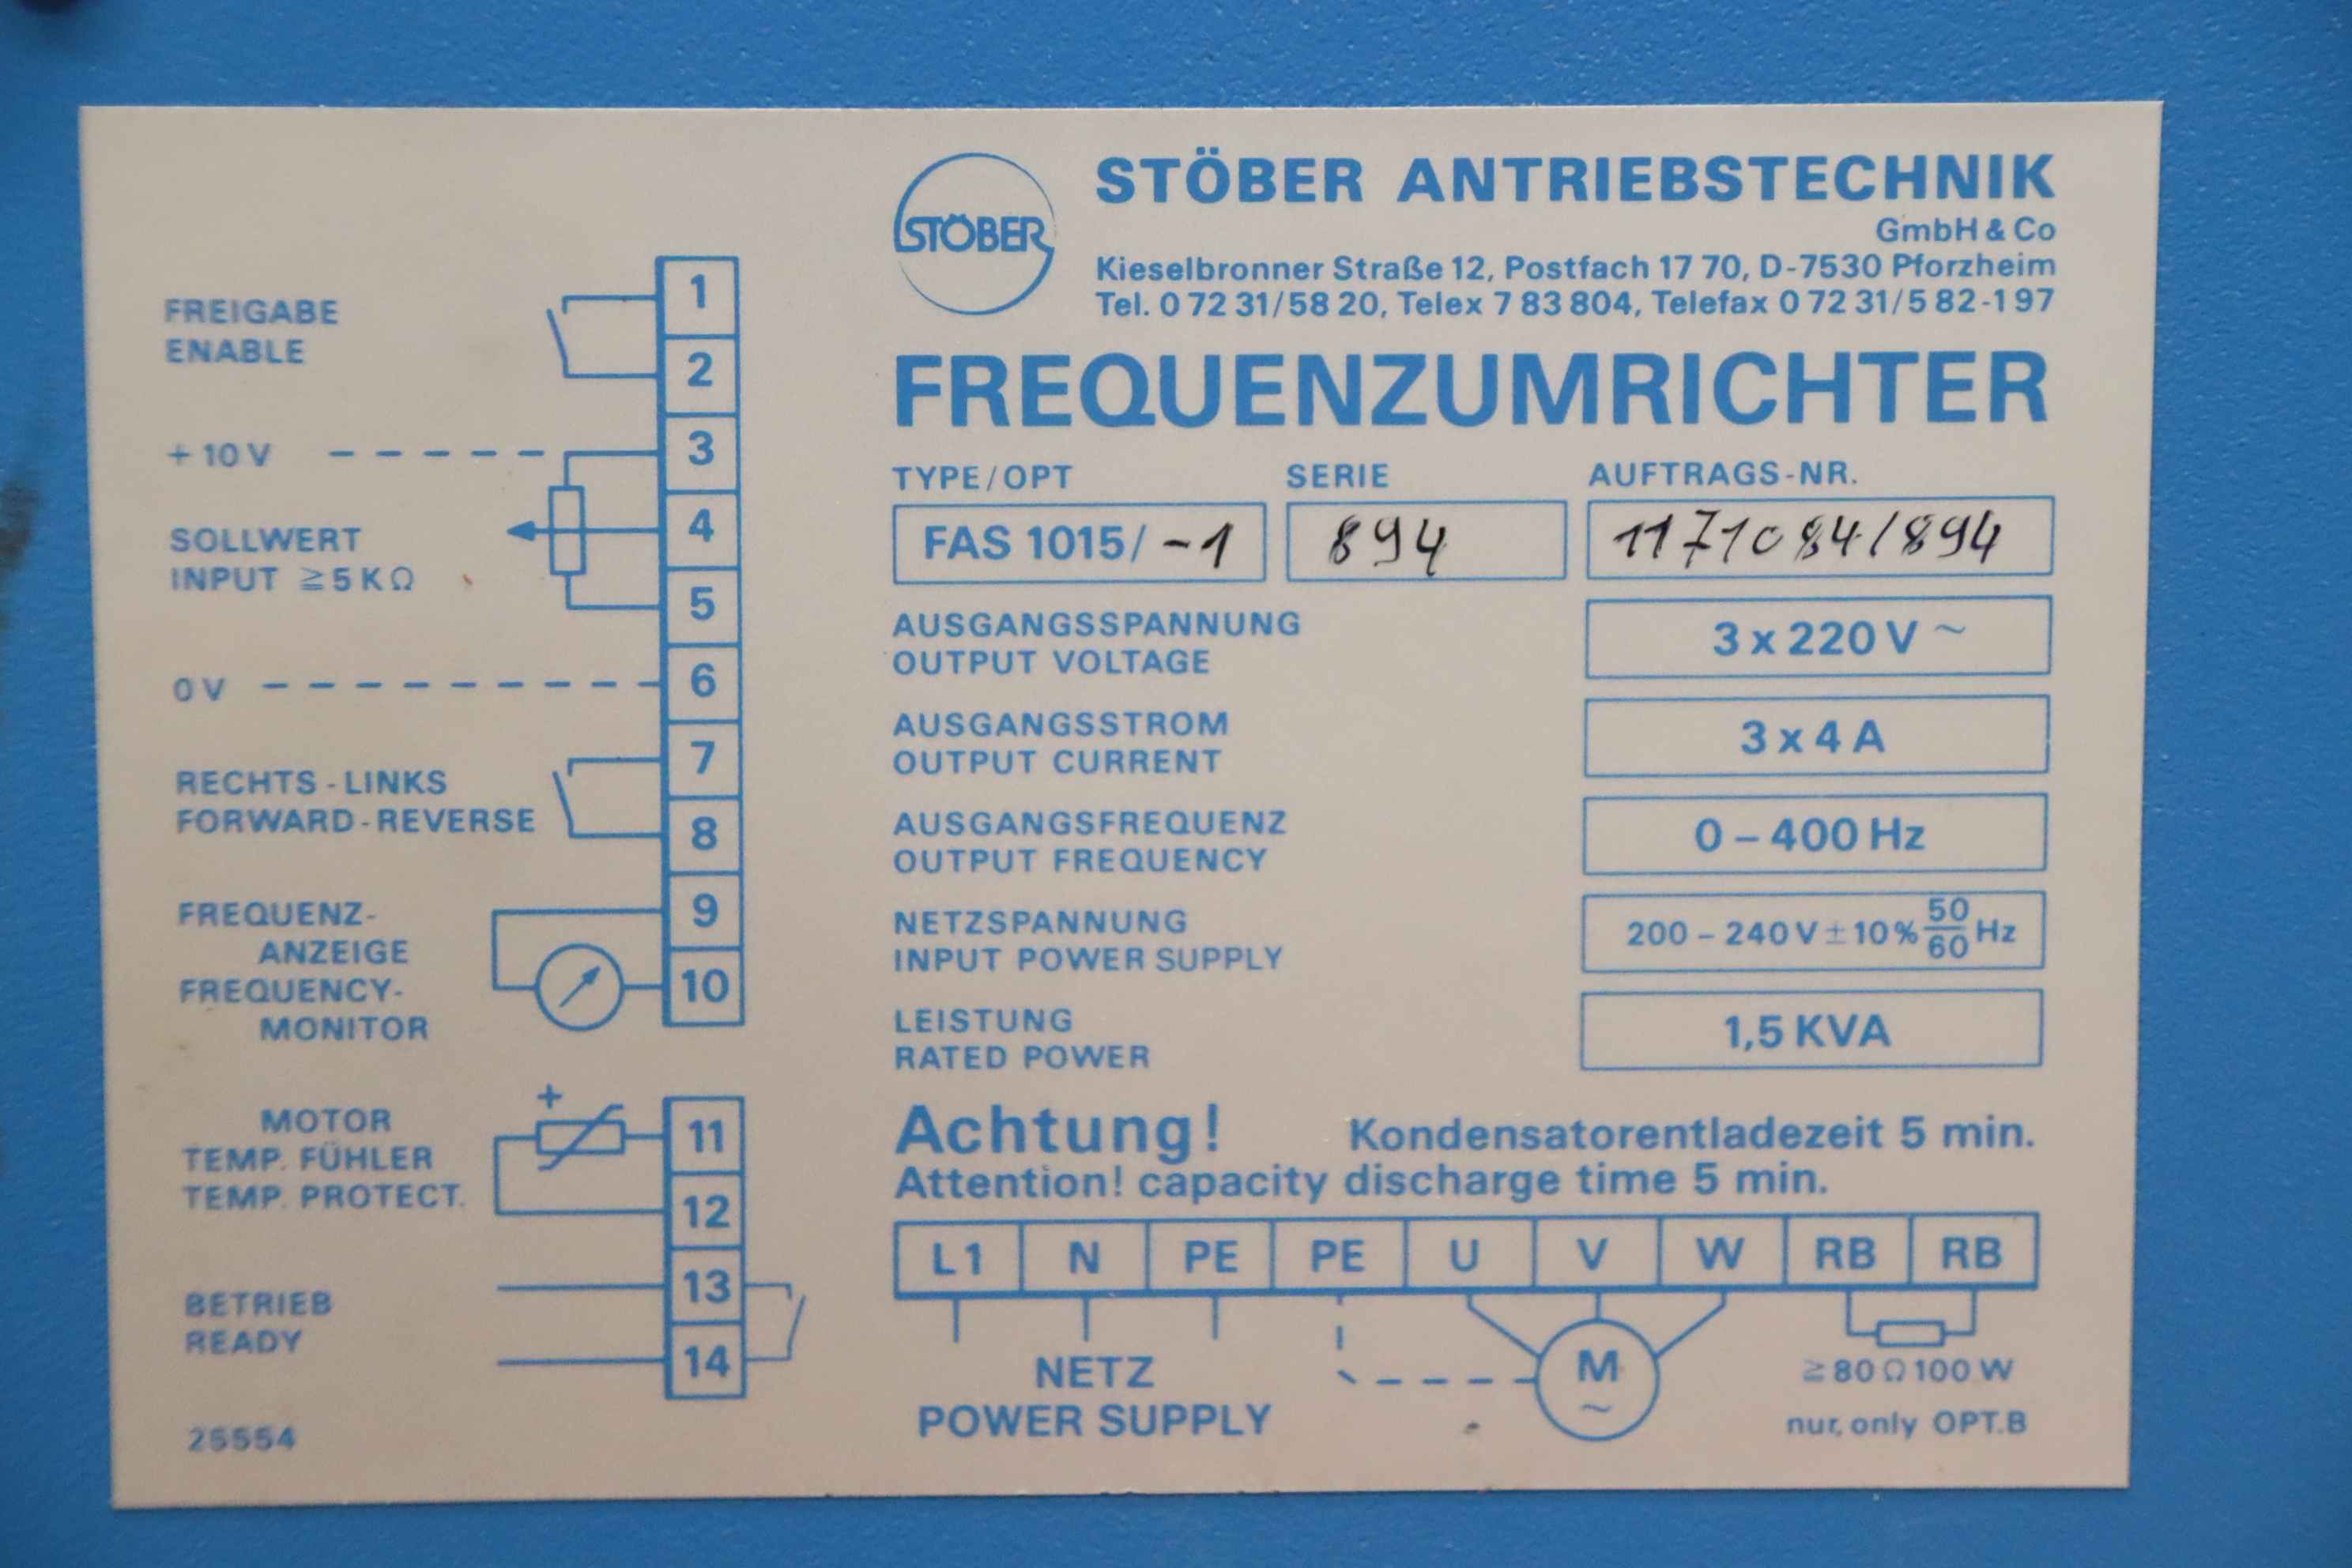 FREIGABE
ENABLE
+ 10 V
SOLLWERT
INPUT ≧ 5 K Ω
0 V
RECHTS - LINKS
FORWARD - REVERSE
FREQUENZ-
ANZEIGE
FREQUENCY-
MONITOR
MOTOR
TEMP. FÜHLER
TEMP. PROTECT.
BETRIEB
READY
25554
1
2
3
4
5
6
7
8
9
10
+
11
12
13
14
STÖBER
STÖBER ANTRIEBSTECHNIK
GmbH & Co
Kieselbronner Straße 12, Postfach 17 70, D-7530 Pforzheim
Tel. 0 72 31/58 20, Telex 7 83 804, Telefax 0 72 31/5 82-1 97
FREQUENZUMRICHTER
TYPE/OPT SERIE AUFTRAGS-NR.
FAS 1015/ -1 894 1171084/894
AUSGANGSSPANNUNG
OUTPUT VOLTAGE
3 x 220 V ~
AUSGANGSSTROM
OUTPUT CURRENT
3 x 4 A
AUSGANGSFREQUENZ
OUTPUT FREQUENCY
0 – 400 Hz
NETZSPANNUNG
INPUT POWER SUPPLY
200 – 240 V ± 10 % 50/60 Hz
LEISTUNG
RATED POWER
1,5 KVA
Achtung! Kondensatorentladezeit 5 min.
Attention! capacity discharge time 5 min.
L1 N PE PE U V W RB RB
NETZ
POWER SUPPLY
M
~
≧ 80 Ω 100 W
nur, only OPT.B